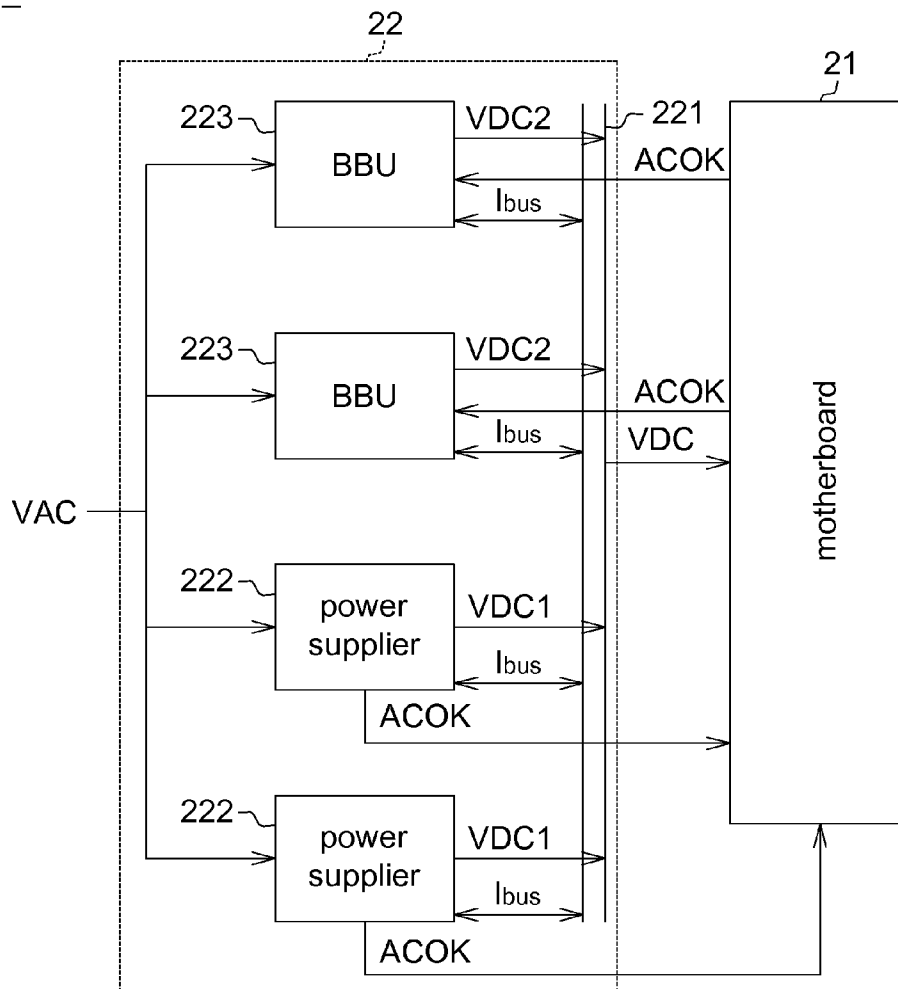 22
21
223
VDC2
221
BBU
ACOK
Ibus
223
VDC2
BBU
ACOK
Ibus
VDC
motherboard
VAC
222
power
supplier
VDC1
Ibus
ACOK
222
power
supplier
VDC1
Ibus
ACOK